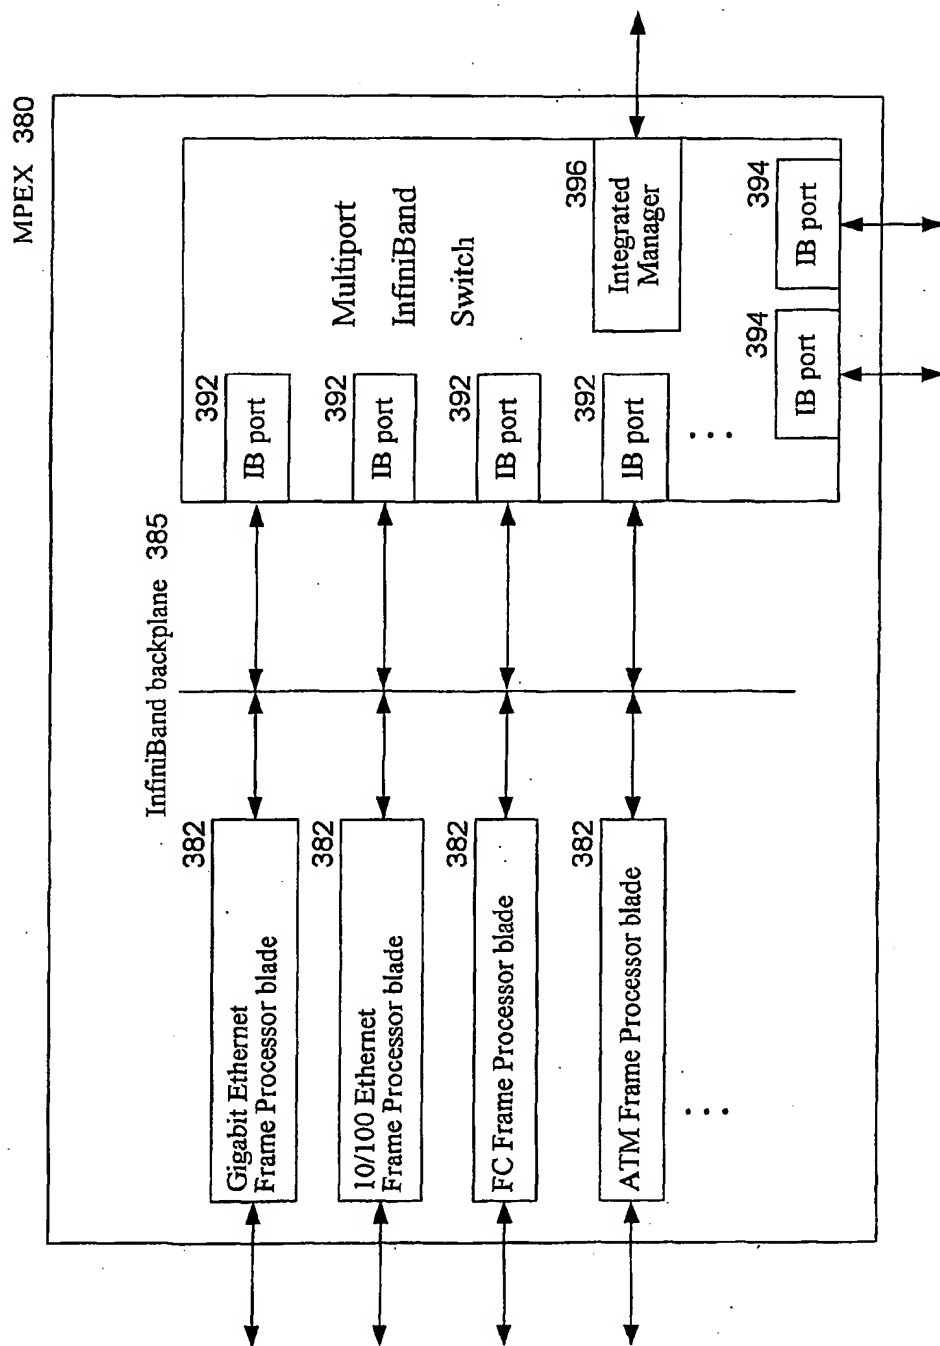 MPEX 380
InfiniBand backplane 385
382
Gigabit Ethernet
Frame Processor blade
382
10/100 Ethernet
Frame Processor blade
382
FC Frame Processor blade
382
ATM Frame Processor blade
...
392
IB port
392
IB port
392
IB port
392
IB port
...
Multiport
InfiniBand
Switch
396
Integrated
Manager
394
IB port
394
IB port